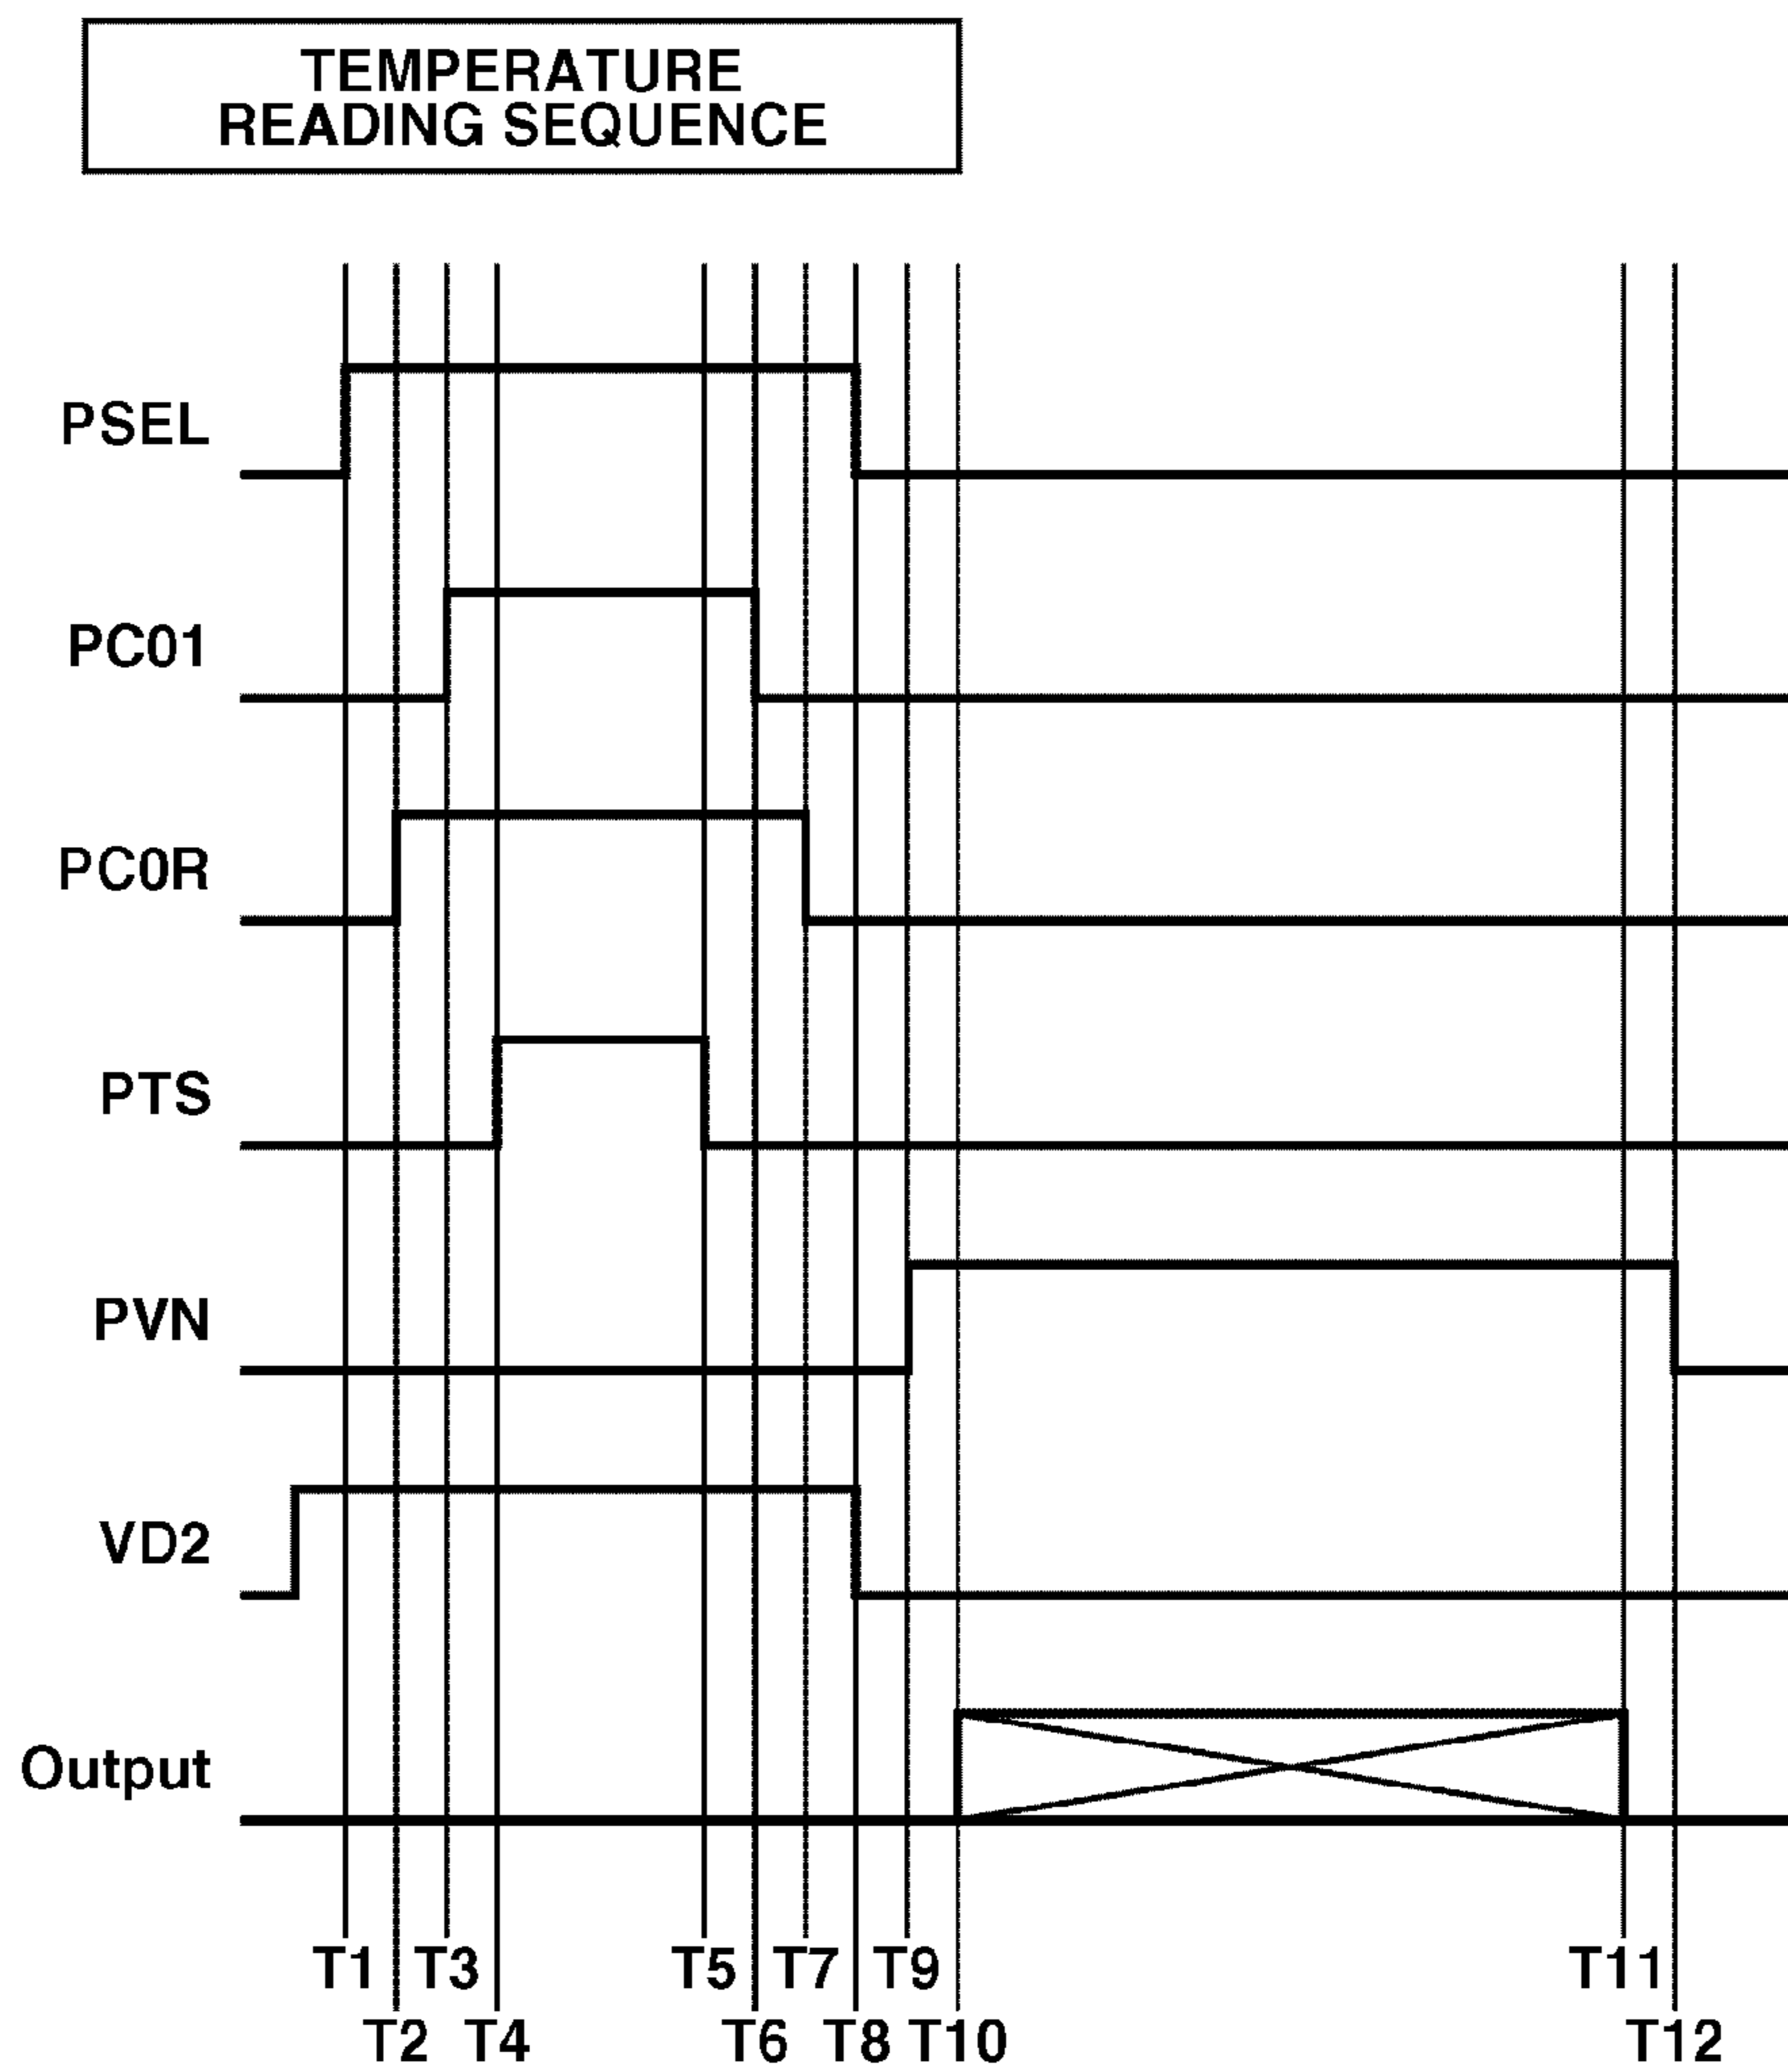 TEMPERATURE
READING SEQUENCE
PSEL
PC01
PC0R
PTS
PVN
VD2
Output
T1 T3 T5 T7 T9 T11
T2 T4 T6 T8 T10 T12